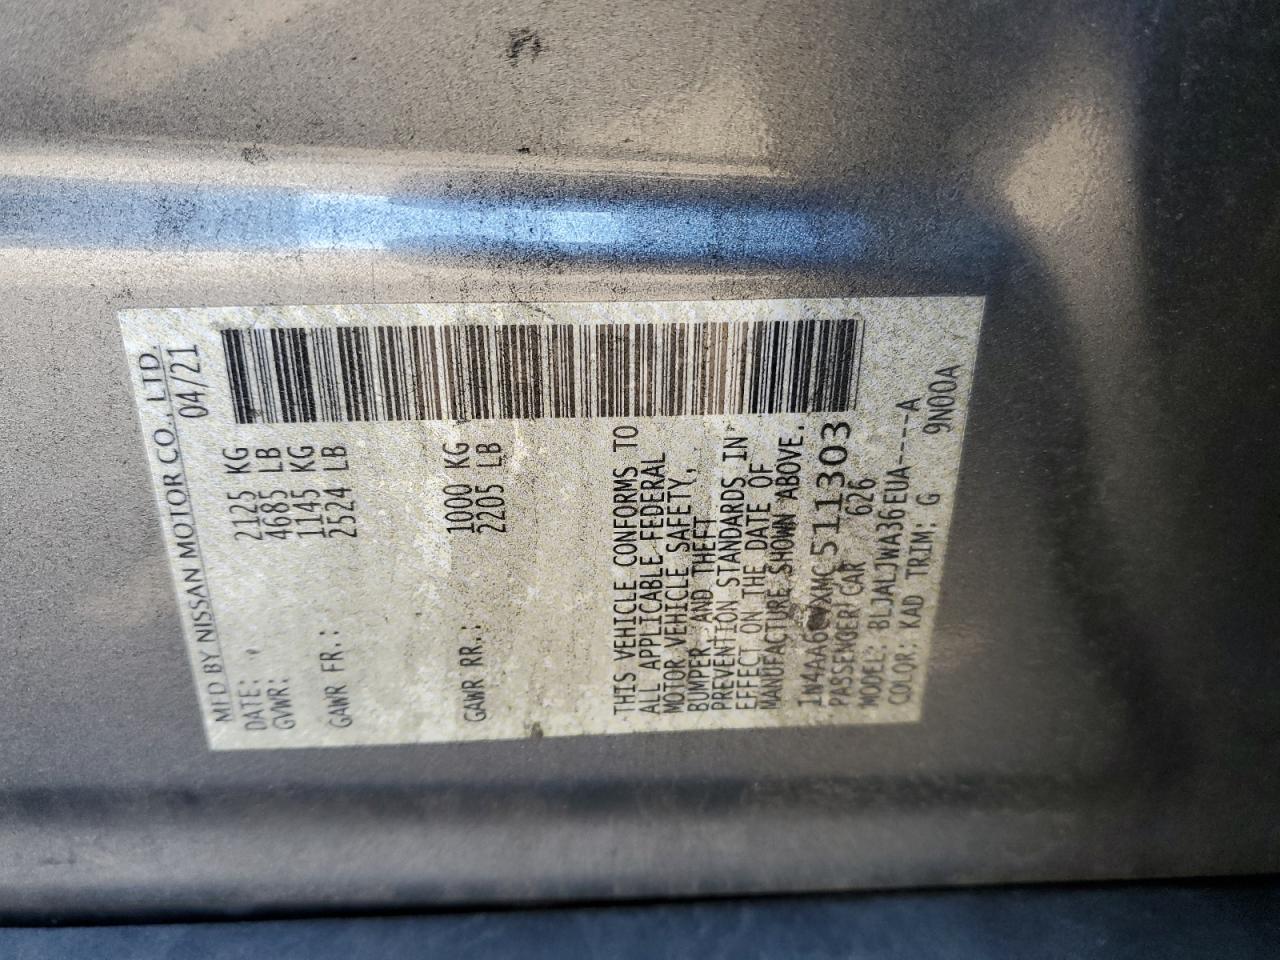 MFD BY NISSAN MOTOR CO., LTD.
DATE: 04/21
GVWR: 2125 KG
4685 LB
GAWR FR.: 1145 KG
2524 LB
GAWR RR.: 1000 KG
2205 LB
THIS VEHICLE CONFORMS TO
ALL APPLICABLE FEDERAL
MOTOR VEHICLE SAFETY,
BUMPER, AND THEFT
PREVENTION STANDARDS IN
EFFECT ON THE DATE OF
MANUFACTURE SHOWN ABOVE.
PASSENGER CAR 626
MODEL: BLJALJWA36EUA-----A
COLOR: KAD TRIM: G 9N00A